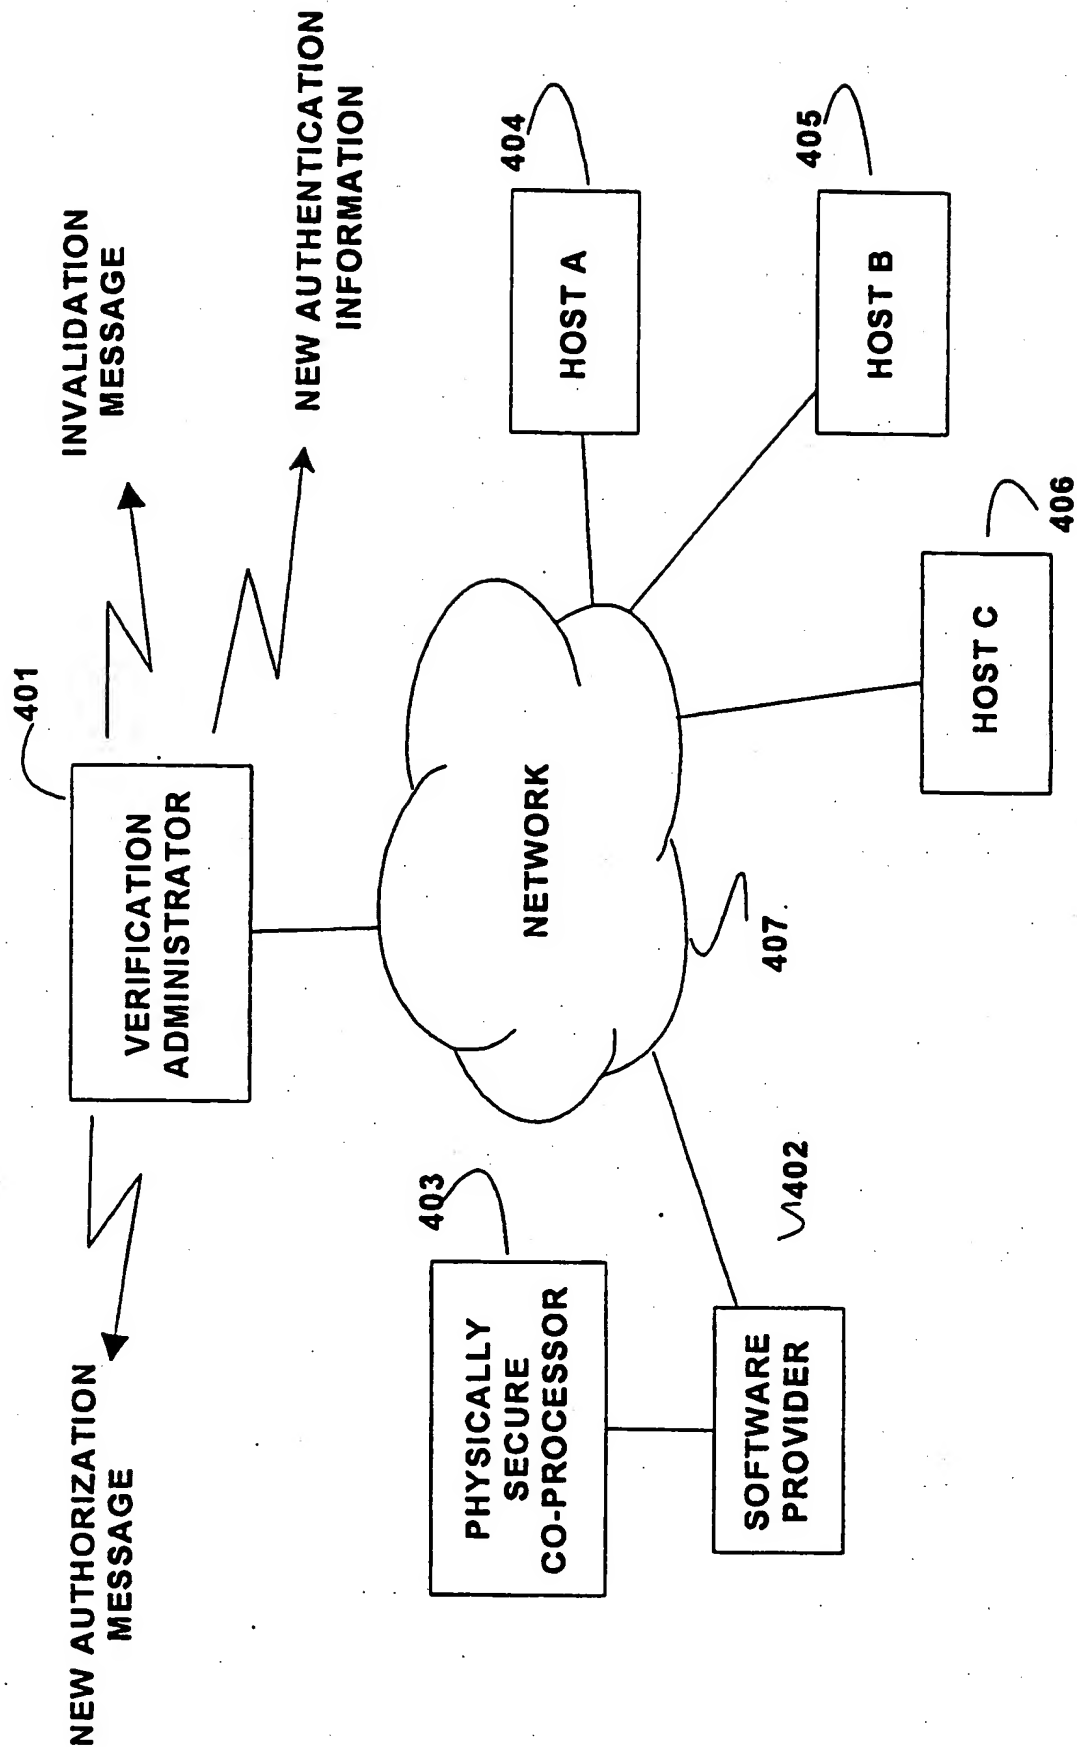 NEW AUTHORIZATION
MESSAGE
401
INVALIDATION
MESSAGE
VERIFICATION
ADMINISTRATOR
NEW AUTHENTICATION
INFORMATION
403
PHYSICALLY
SECURE
CO-PROCESSOR
NETWORK
404
HOST A
SOFTWARE
PROVIDER
402
407
405
HOST B
HOST C
406